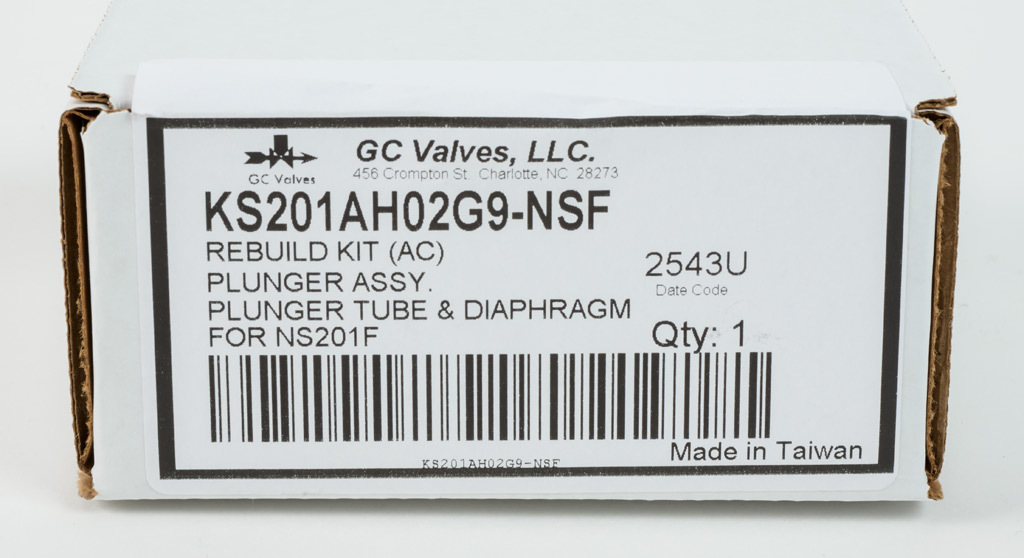 GC Valves
GC Valves, LLC.
456 Crompton St. Charlotte, NC 28273
KS201AH02G9-NSF
REBUILD KIT (AC)
PLUNGER ASSY.
PLUNGER TUBE & DIAPHRAGM
FOR NS201F
2543U
Date Code
Qty: 1
KS201AH02G9-NSF
Made in Taiwan